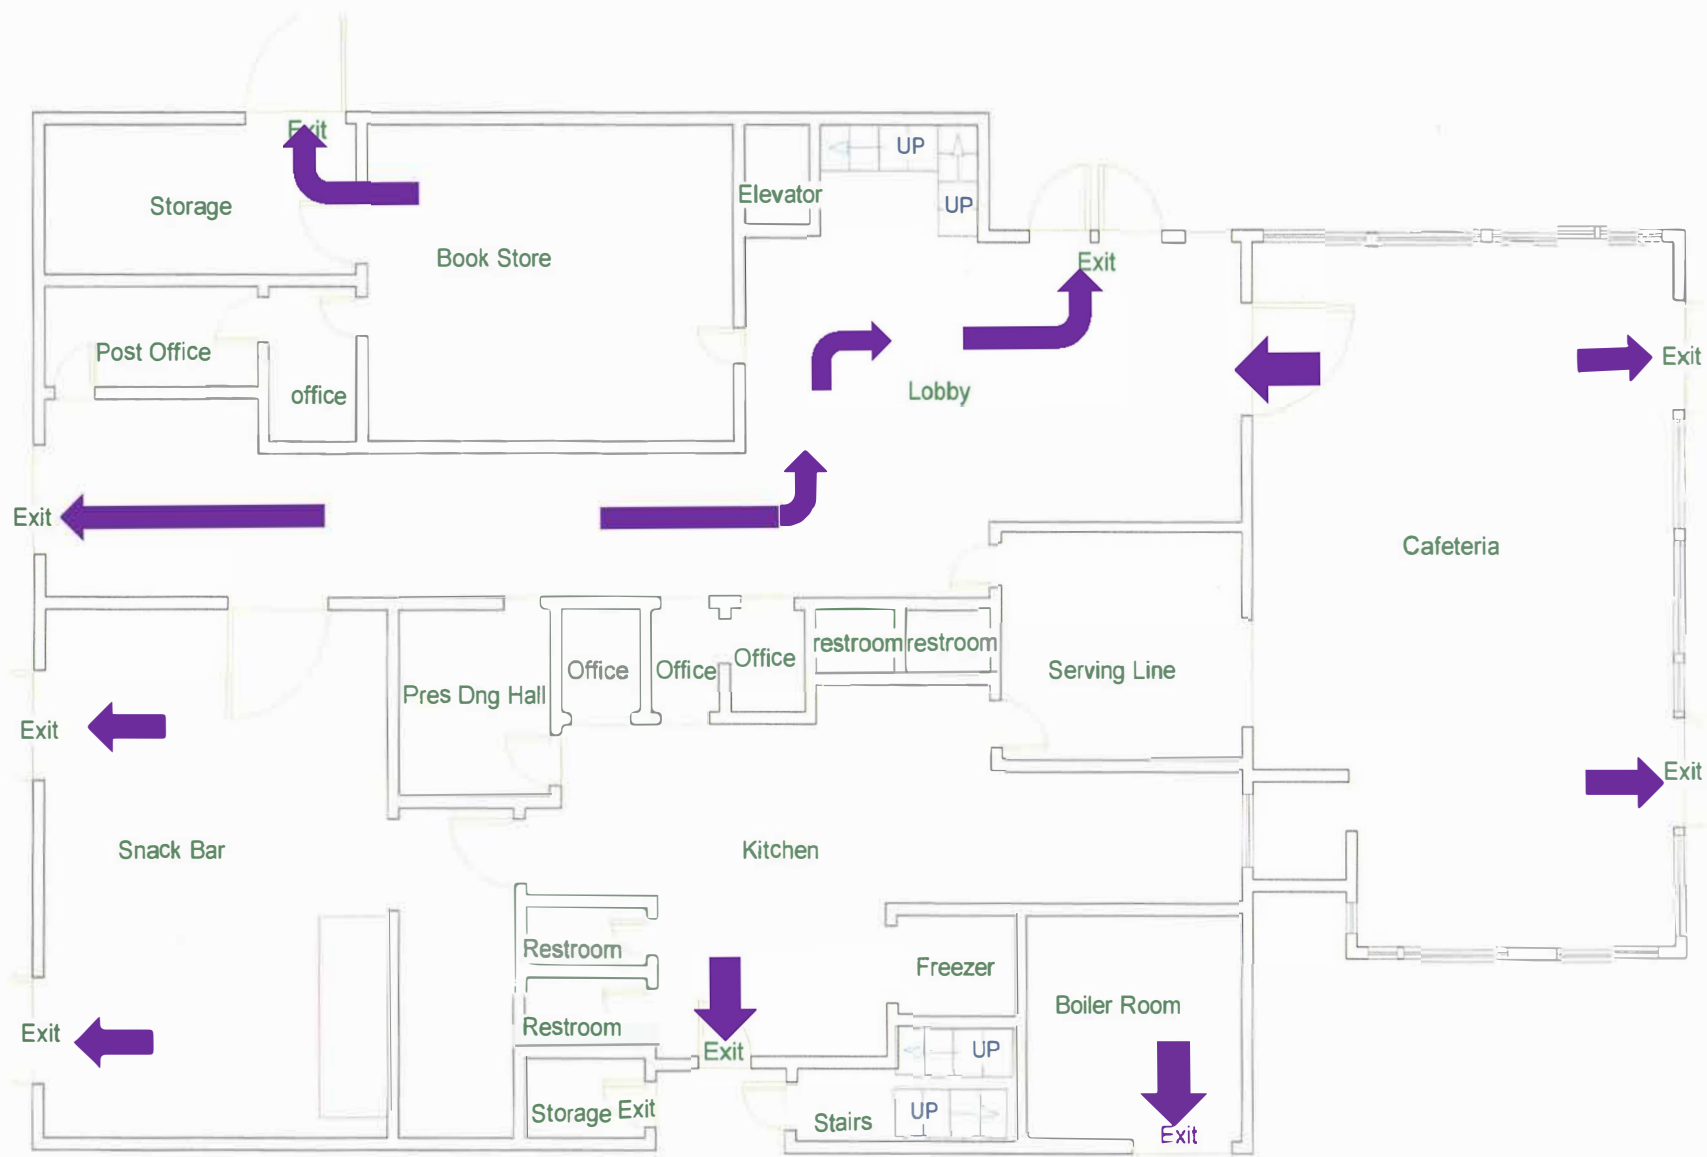 Exit
UP
Storage
Elevator
UP
Book Store
Exit
Post Office
Lobby
Exit
office
Exit
Cafeteria
restroom
restroom
Office
Office
Office
Serving Line
Pres Dng Hall
Exit
Exit
Snack Bar
Kitchen
Restroom
Freezer
Boiler Room
Exit
Restroom
Exit
UP
Storage
Exit
UP
Stairs
Exit